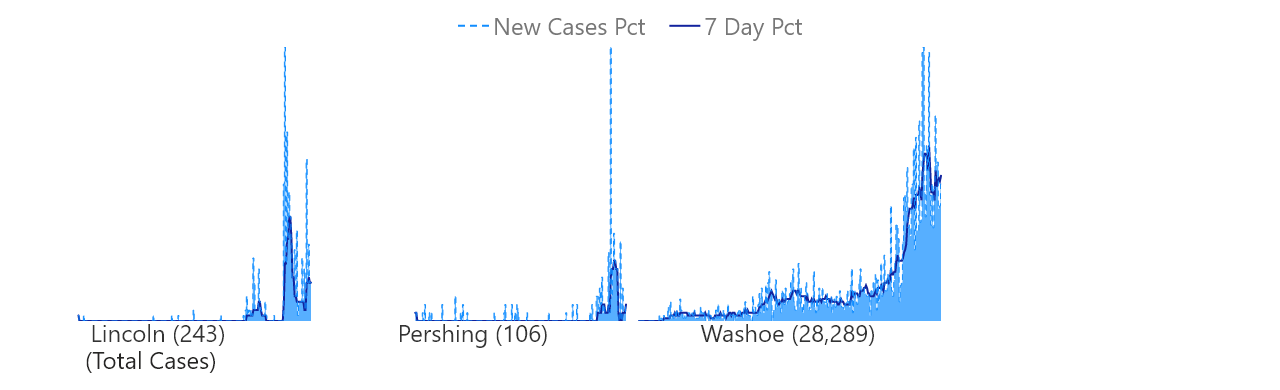 New Cases Pct 7 Day Pct
Lincoln (243) Pershing (106) Washoe (28,289)
(Total Cases)